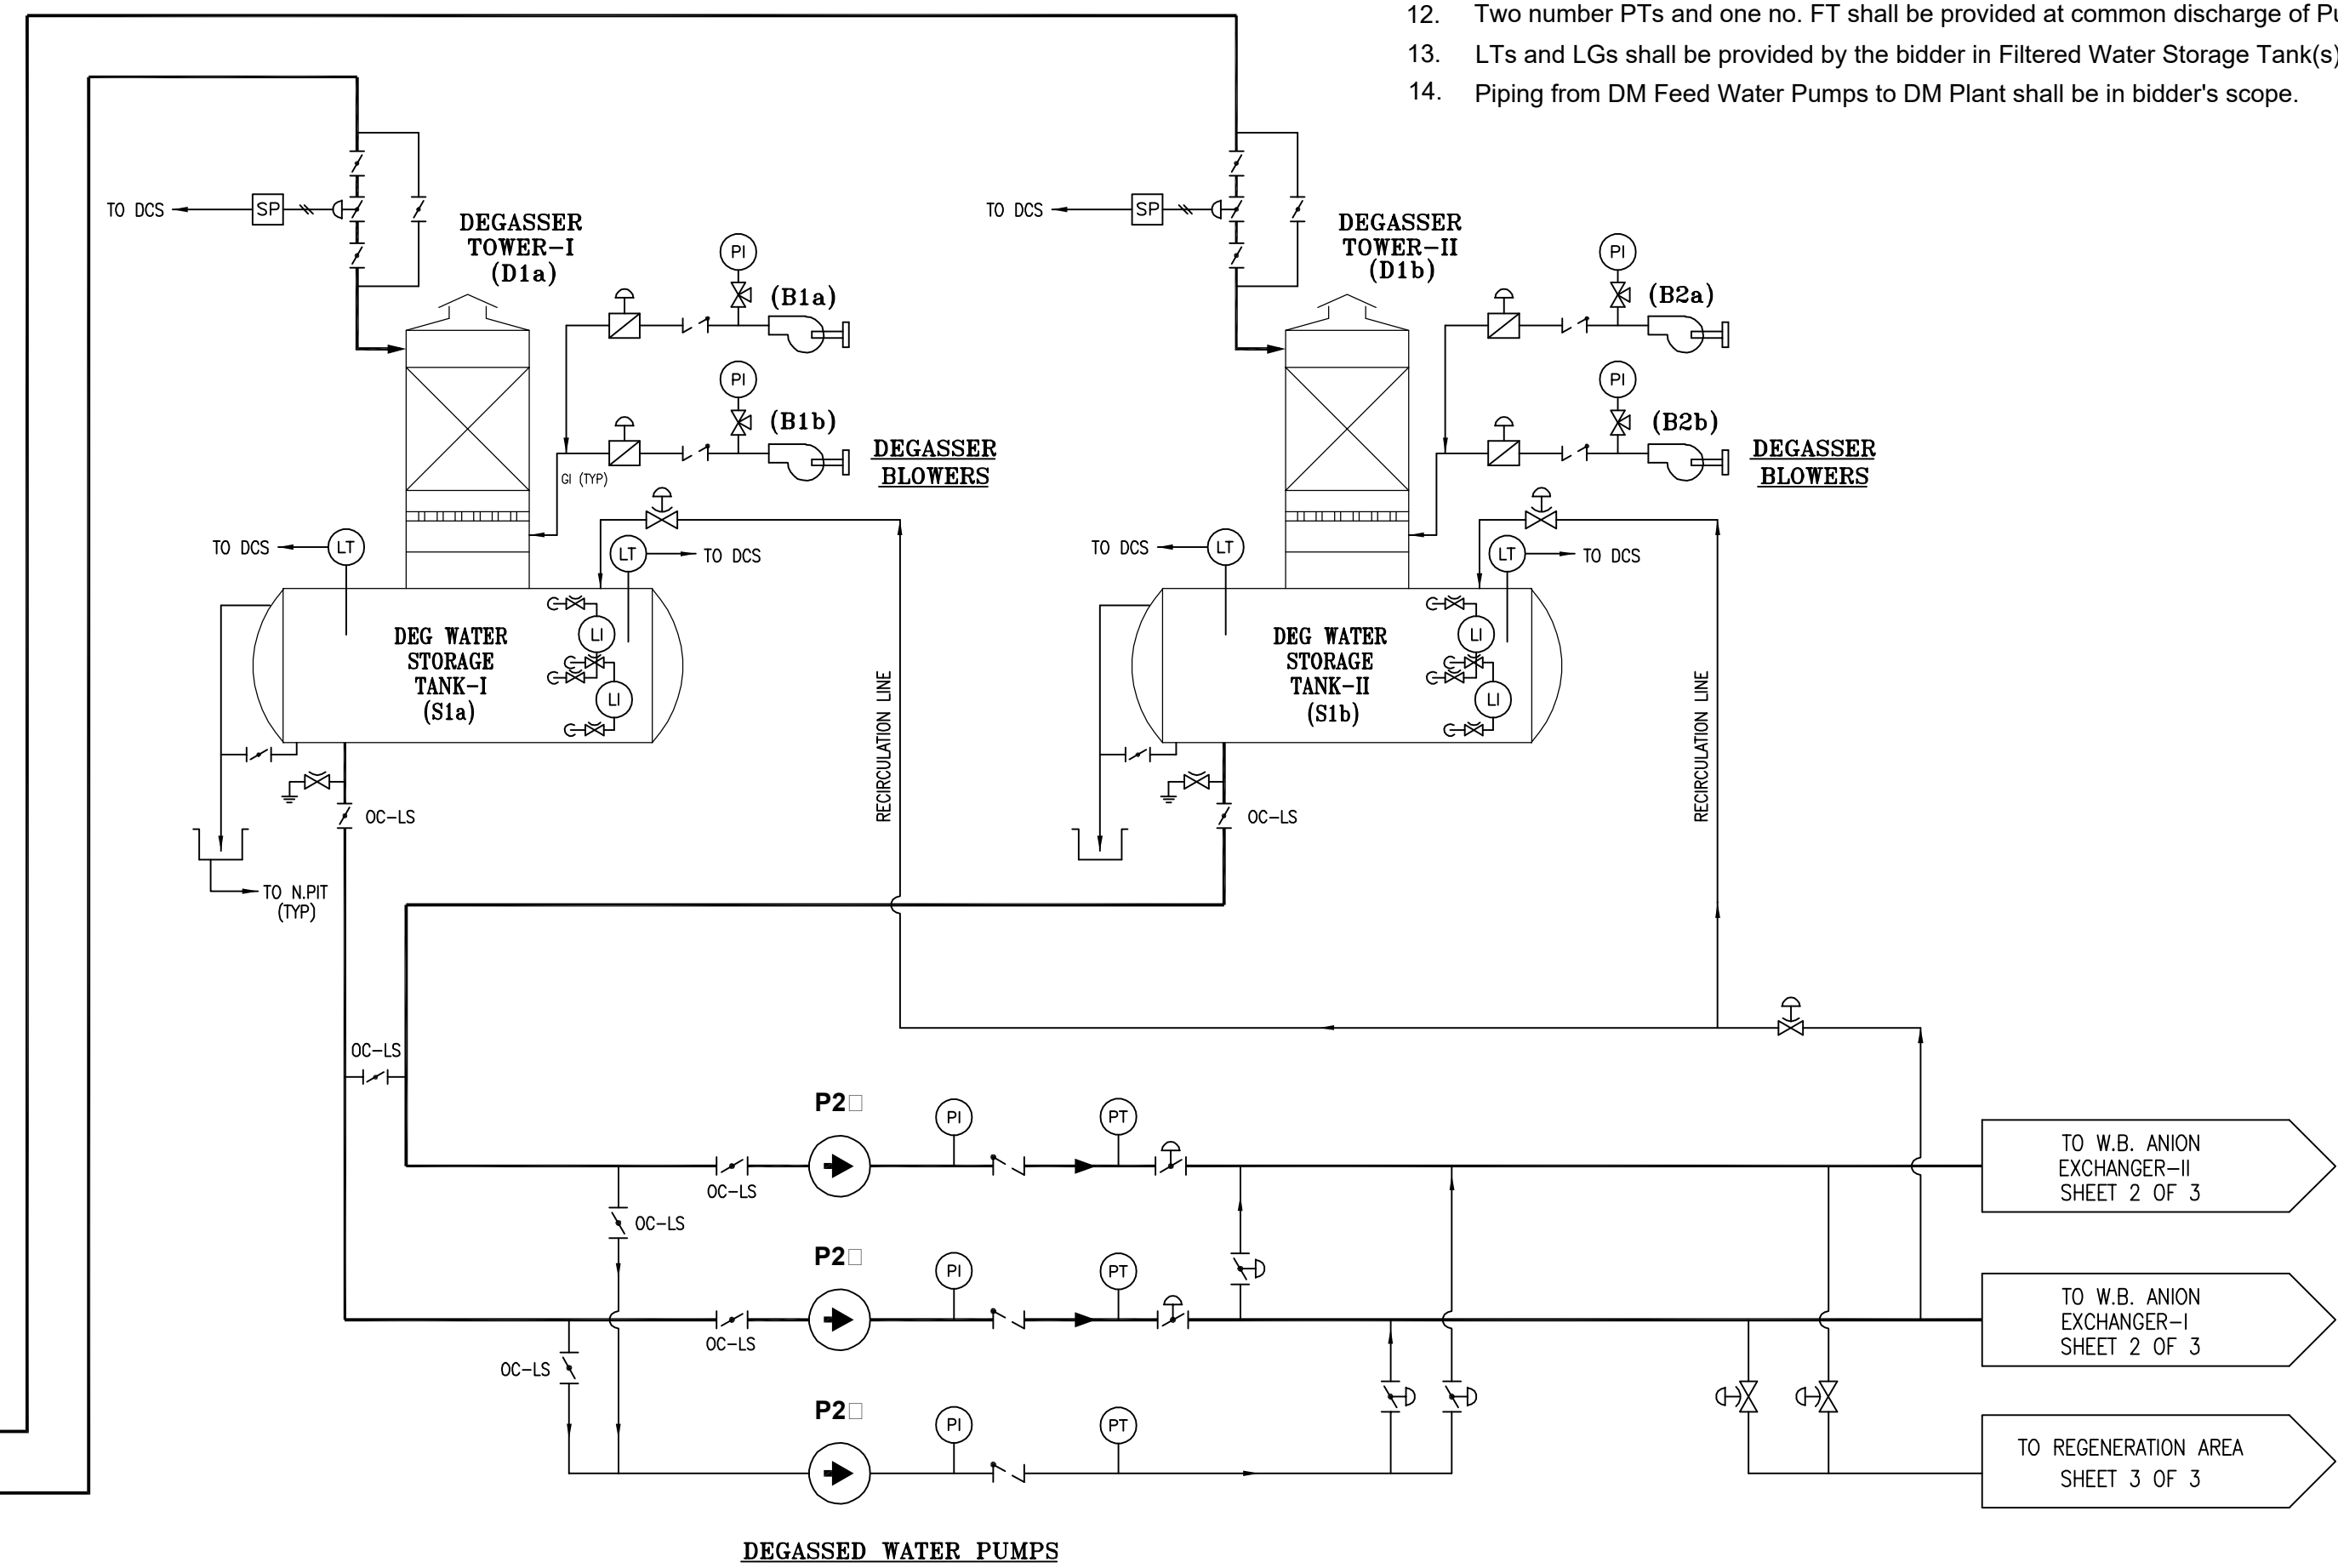 12. Two number PTs and one no. FT shall be provided at common discharge of
13. LTs and LGs shall be provided by the bidder in Filtered Water Storage Tank(s)
14. Piping from DM Feed Water Pumps to DM Plant shall be in bidder's scope.
TO DCS
SP
DEGASSER
TOWER-I
(D1a)
PI
(B1a)
PI
(B1b)
DEGASSER
BLOWERS
GI (TYP)
TO DCS
SP
DEGASSER
TOWER-II
(D1b)
PI
(B2a)
PI
(B2b)
DEGASSER
BLOWERS
TO DCS
LT
LT
TO DCS
DEG WATER
STORAGE
TANK-I
(S1a)
LI
LI
RECIRCULATION LINE
OC-LS
TO N.PIT
(TYP)
TO DCS
LT
LT
TO DCS
DEG WATER
STORAGE
TANK-II
(S1b)
LI
LI
RECIRCULATION LINE
OC-LS
OC-LS
P2
PI
PT
OC-LS
OC-LS
TO W.B. ANION
EXCHANGER-II
SHEET 2 OF 3
P2
PI
PT
OC-LS
OC-LS
TO W.B. ANION
EXCHANGER-I
SHEET 2 OF 3
P2
PI
PT
TO REGENERATION AREA
SHEET 3 OF 3
DEGASSED WATER PUMPS